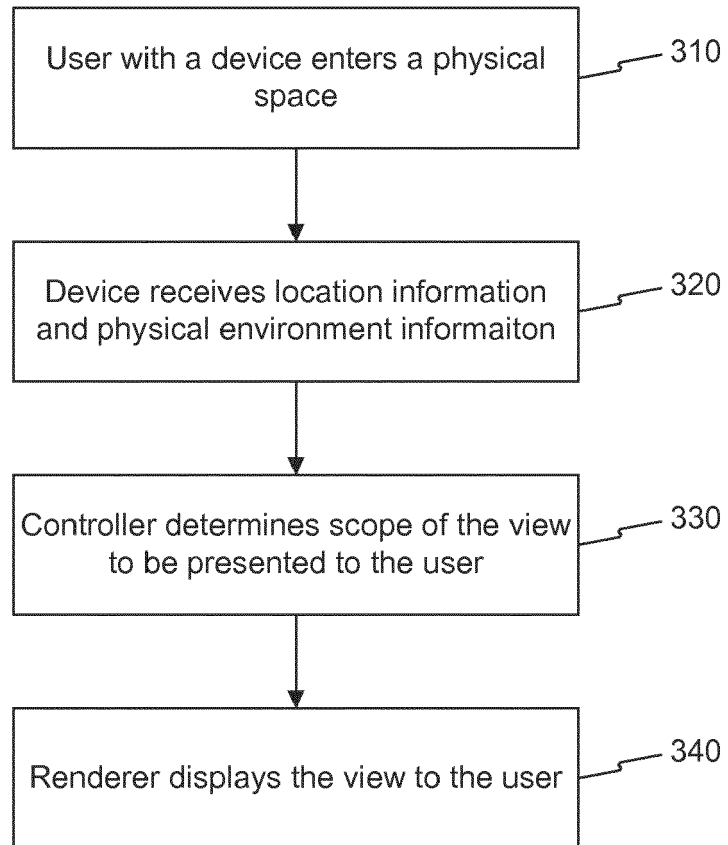 User with a device enters a physical
space
310
Device receives location information
and physical environment informaiton
320
Controller determines scope of the view
to be presented to the user
330
Renderer displays the view to the user
340